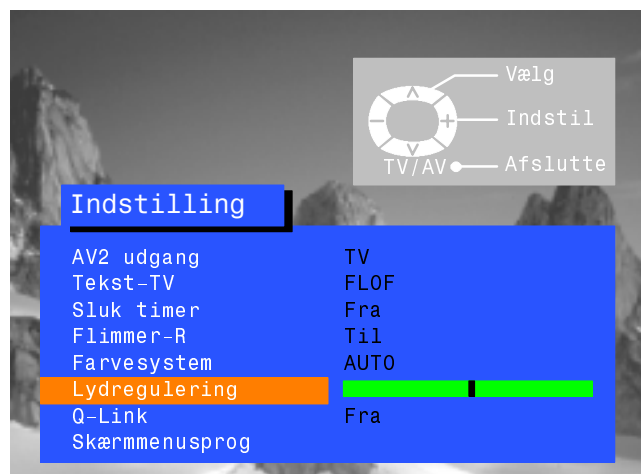 Vælg
Indstil
TV/AV Afslutte
Indstilling
AV2 udgang TV
Tekst-TV FLOF
Sluk timer Fra
Flimmer-R Til
Farvesystem AUTO
Lydregulering
Q-Link Fra
Skærmmenusprog